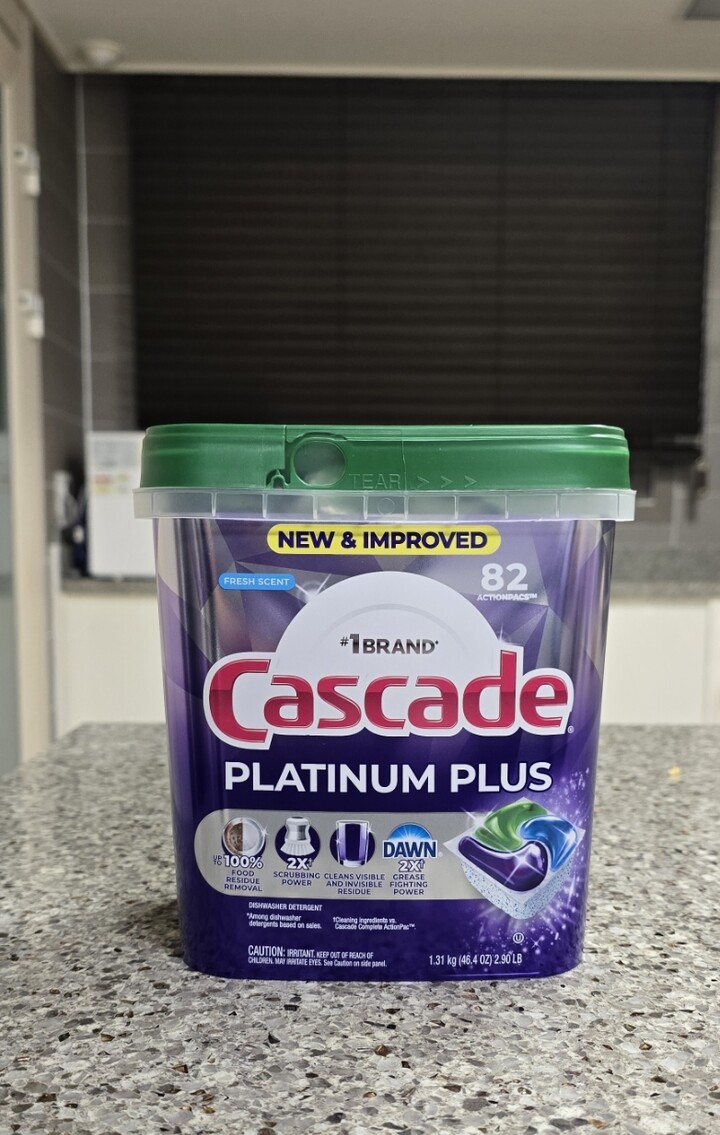 TEAR > > >
NEW & IMPROVED
FRESH SCENT
82
ACTIONPACS™
#1 BRAND*
Cascade®
PLATINUM PLUS
UP TO 100%
FOOD
RESIDUE
REMOVAL
2X†
SCRUBBING
POWER
CLEANS VISIBLE
AND INVISIBLE
RESIDUE
DAWN
2X†
GREASE
FIGHTING
POWER
DISHWASHER DETERGENT
*Among dishwasher
detergents based on sales.
†Cleaning ingredients vs.
Cascade Complete ActionPac™.
CAUTION: IRRITANT. KEEP OUT OF REACH OF
CHILDREN. MAY IRRITATE EYES. See Caution on side panel.
U
1.31 kg (46.4 OZ) 2.90 LB